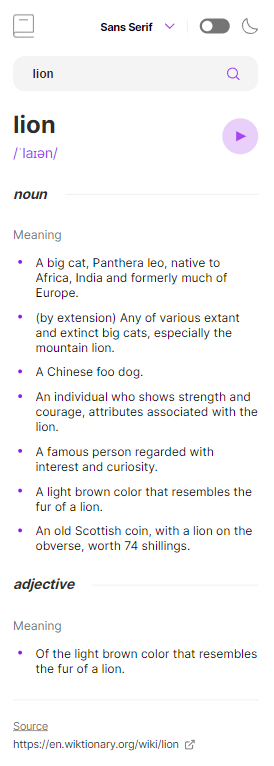 Sans Serif
lion
lion
/ˈlaɪən/
noun
Meaning
• A big cat, Panthera leo, native to
Africa, India and formerly much of
Europe.
• (by extension) Any of various extant
and extinct big cats, especially the
mountain lion.
• A Chinese foo dog.
• An individual who shows strength and
courage, attributes associated with the
lion.
• A famous person regarded with
interest and curiosity.
• A light brown color that resembles the
fur of a lion.
• An old Scottish coin, with a lion on the
obverse, worth 74 shillings.
adjective
Meaning
• Of the light brown color that resembles
the fur of a lion.
Source
https://en.wiktionary.org/wiki/lion